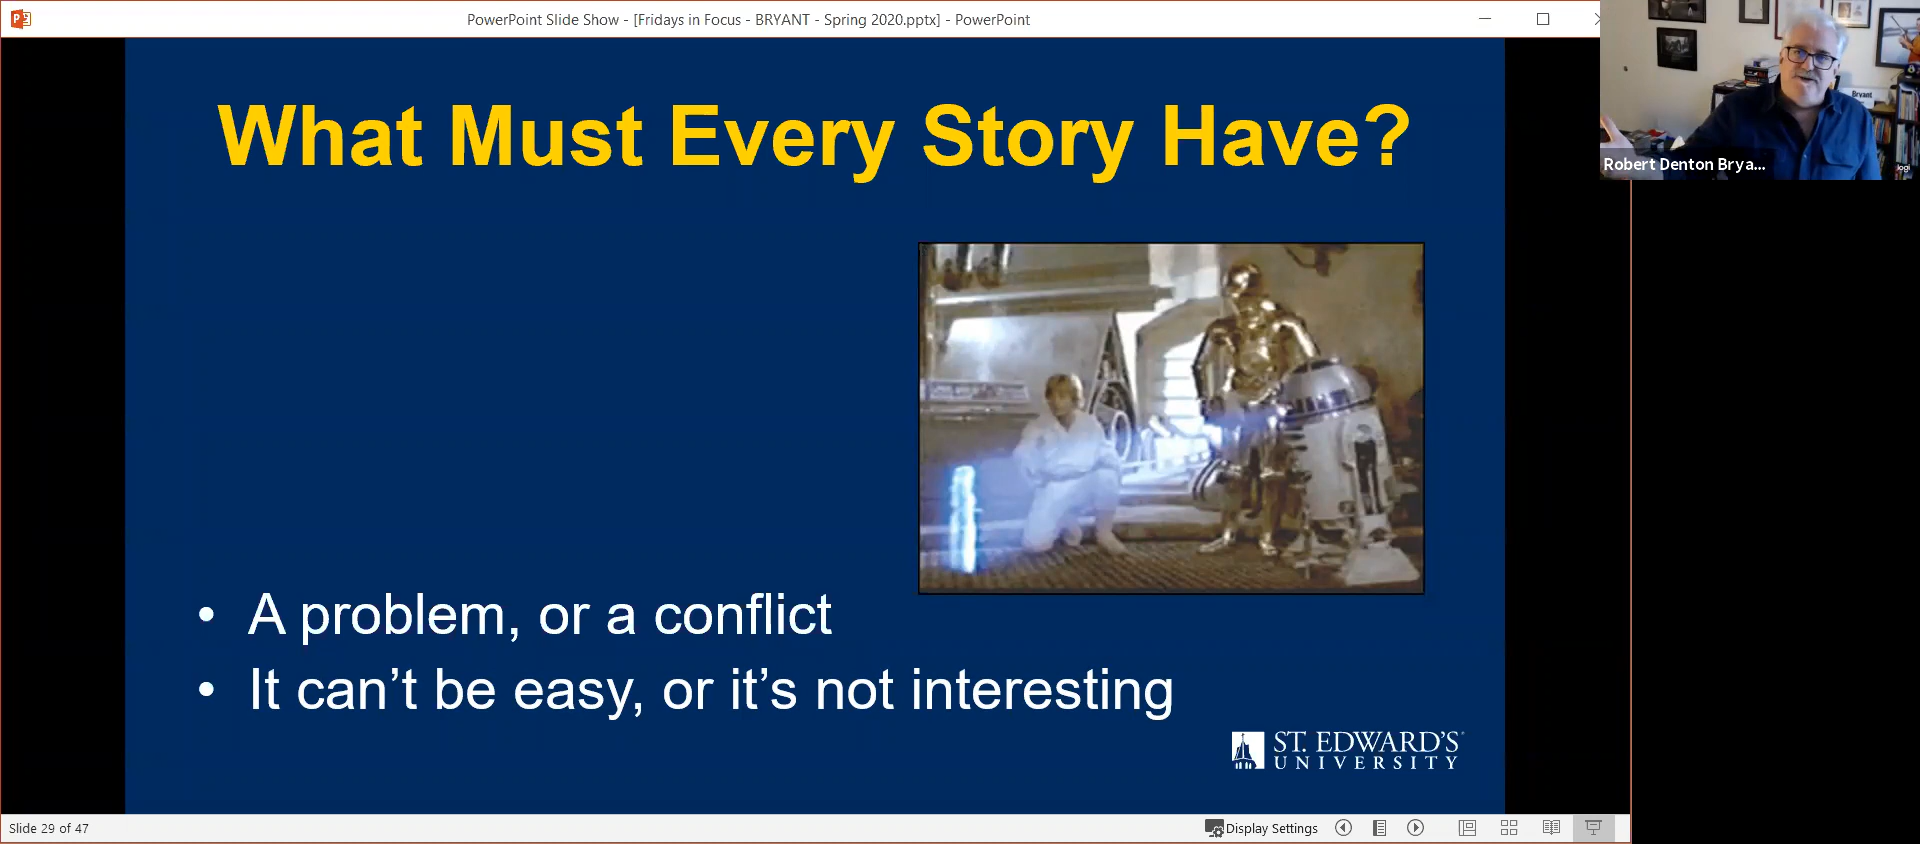 PowerPoint Slide Show - [Fridays in Focus - BRYANT - Spring 2020.pptx] - PowerPoint
What Must Every Story Have?
Bryant
Robert Denton Brya...
logi
• A problem, or a conflict
• It can’t be easy, or it’s not interesting
ST. EDWARD'S
UNIVERSITY
Slide 29 of 47
Display Settings